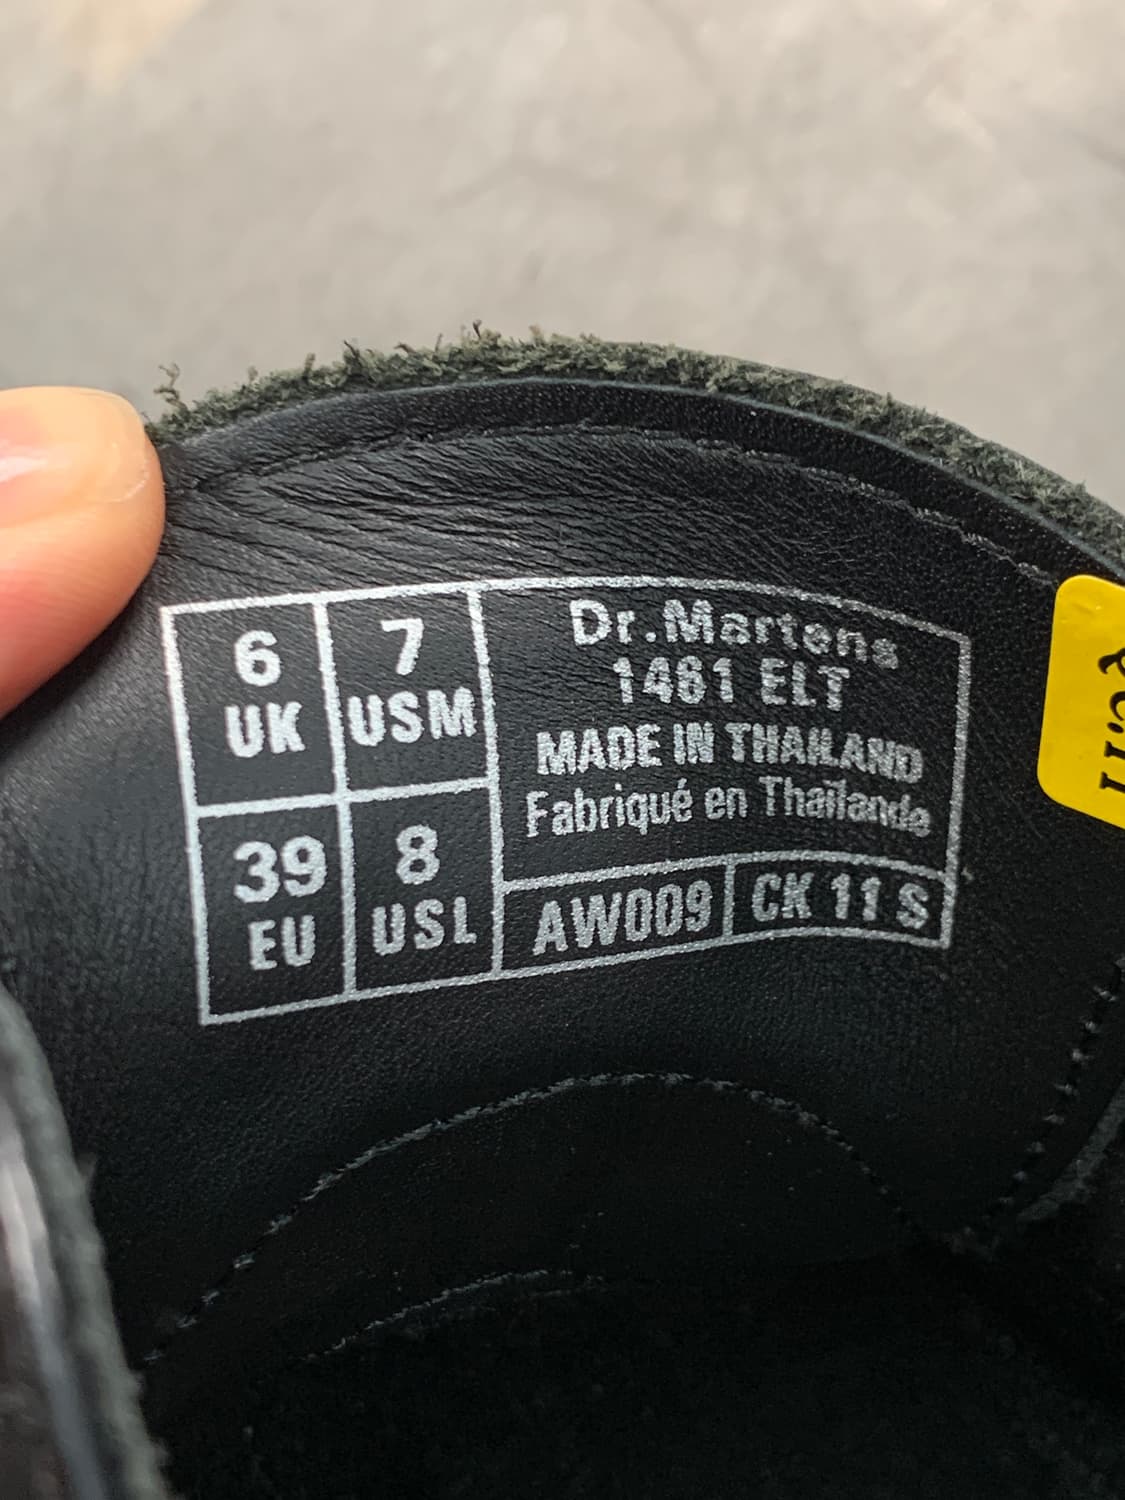 6
UK
7
USM
39
EU
8
USL
Dr.Martens
1461 ELT
MADE IN THAILAND
Fabriqué en Thaïlande
AW009
CK 11 S